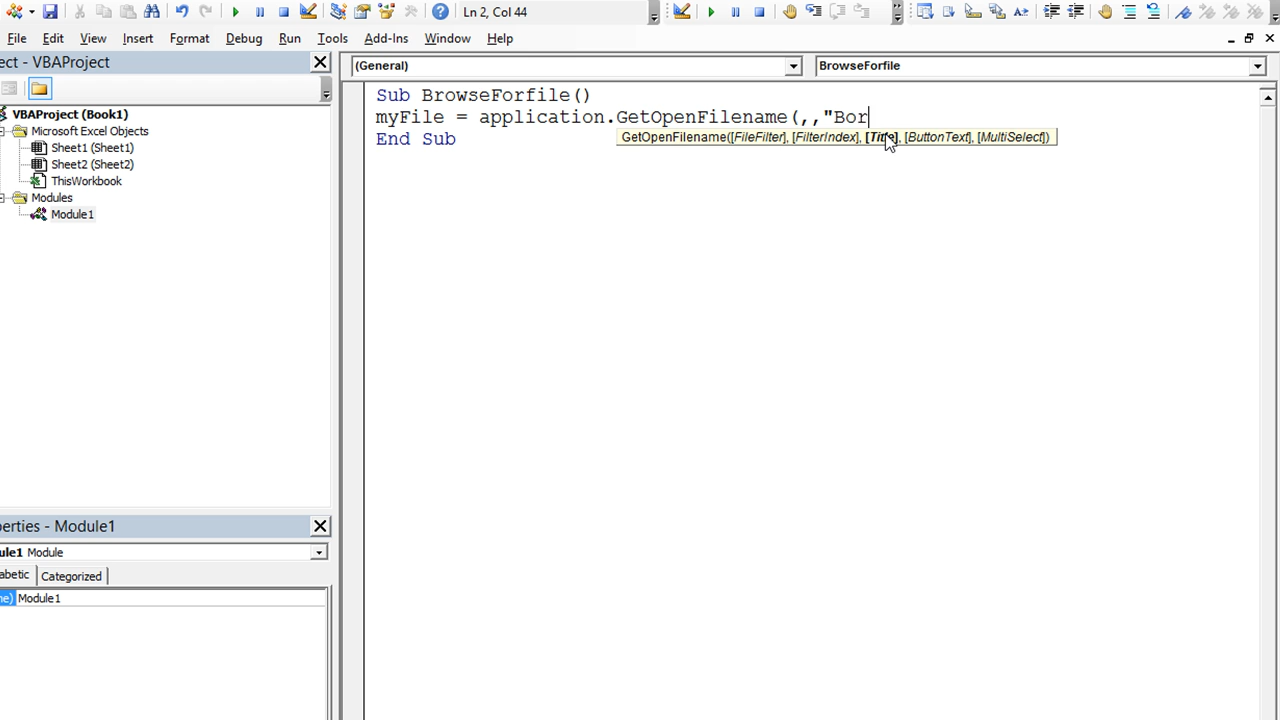 Ln 2, Col 44
File Edit View Insert Format Debug Run Tools Add-Ins Window Help
ect - VBAProject
(General) BrowseForfile
VBAProject (Book1)
Microsoft Excel Objects
Sheet1 (Sheet1)
Sheet2 (Sheet2)
ThisWorkbook
Modules
Module1
Sub BrowseForfile()
myFile = application.GetOpenFilename(,,"Bor
GetOpenFilename([FileFilter], [FilterIndex], [Title], [ButtonText], [MultiSelect])
End Sub
perties - Module1
ule1 Module
abetic Categorized
ne) Module1